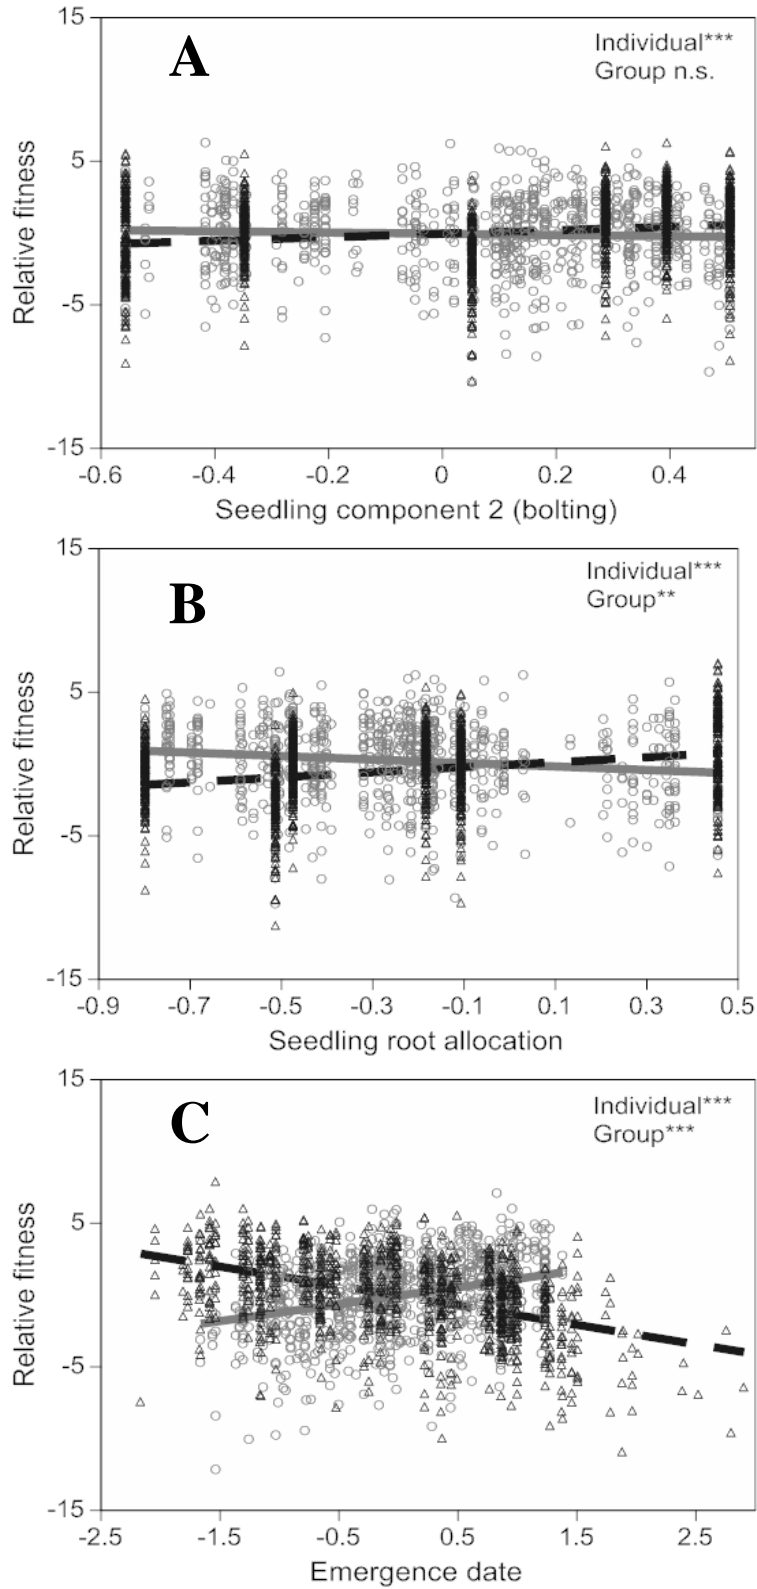 15
A
Individual***
Group n.s.
5
Relative fitness
-5
-15
-0.6 -0.4 -0.2 0 0.2 0.4
Seedling component 2 (bolting)
15
B
Individual***
Group**
5
Relative fitness
-5
-15
-0.9 -0.7 -0.5 -0.3 -0.1 0.1 0.3 0.5
Seedling root allocation
15
C
Individual***
Group***
5
Relative fitness
-5
-15
-2.5 -1.5 -0.5 0.5 1.5 2.5
Emergence date